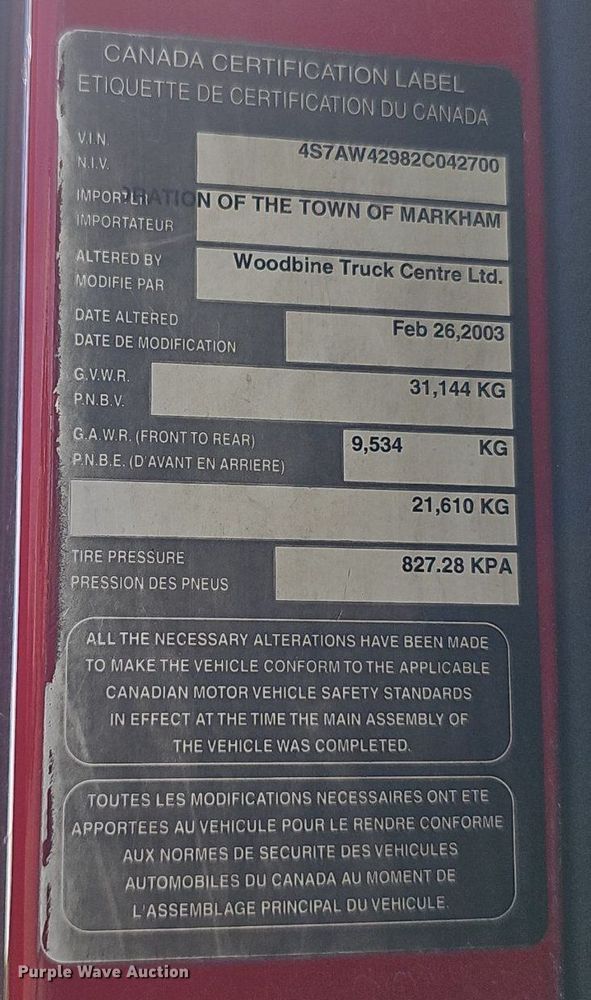 CANADA CERTIFICATION LABEL
ETIQUETTE DE CERTIFICATION DU CANADA
V.I.N.
N.I.V.
4S7AW42982C042700
IMPORTATEUR
ORATION OF THE TOWN OF MARKHAM
ALTERED BY
MODIFIE PAR
Woodbine Truck Centre Ltd.
DATE ALTERED
DATE DE MODIFICATION
Feb 26,2003
G.V.W.R.
P.N.B.V.
31,144 KG
G.A.W.R. (FRONT TO REAR)
P.N.B.E. (D'AVANT EN ARRIERE)
9,534 KG
21,610 KG
TIRE PRESSURE
PRESSION DES PNEUS
827.28 KPA
ALL THE NECESSARY ALTERATIONS HAVE BEEN MADE
TO MAKE THE VEHICLE CONFORM TO THE APPLICABLE
CANADIAN MOTOR VEHICLE SAFETY STANDARDS
IN EFFECT AT THE TIME THE MAIN ASSEMBLY OF
THE VEHICLE WAS COMPLETED.
TOUTES LES MODIFICATIONS NECESSAIRES ONT ETE
APPORTEES AU VEHICULE POUR LE RENDRE CONFORME
AUX NORMES DE SECURITE DES VEHICULES
AUTOMOBILES DU CANADA AU MOMENT DE
L'ASSEMBLAGE PRINCIPAL DU VEHICULE.
Purple Wave Auction